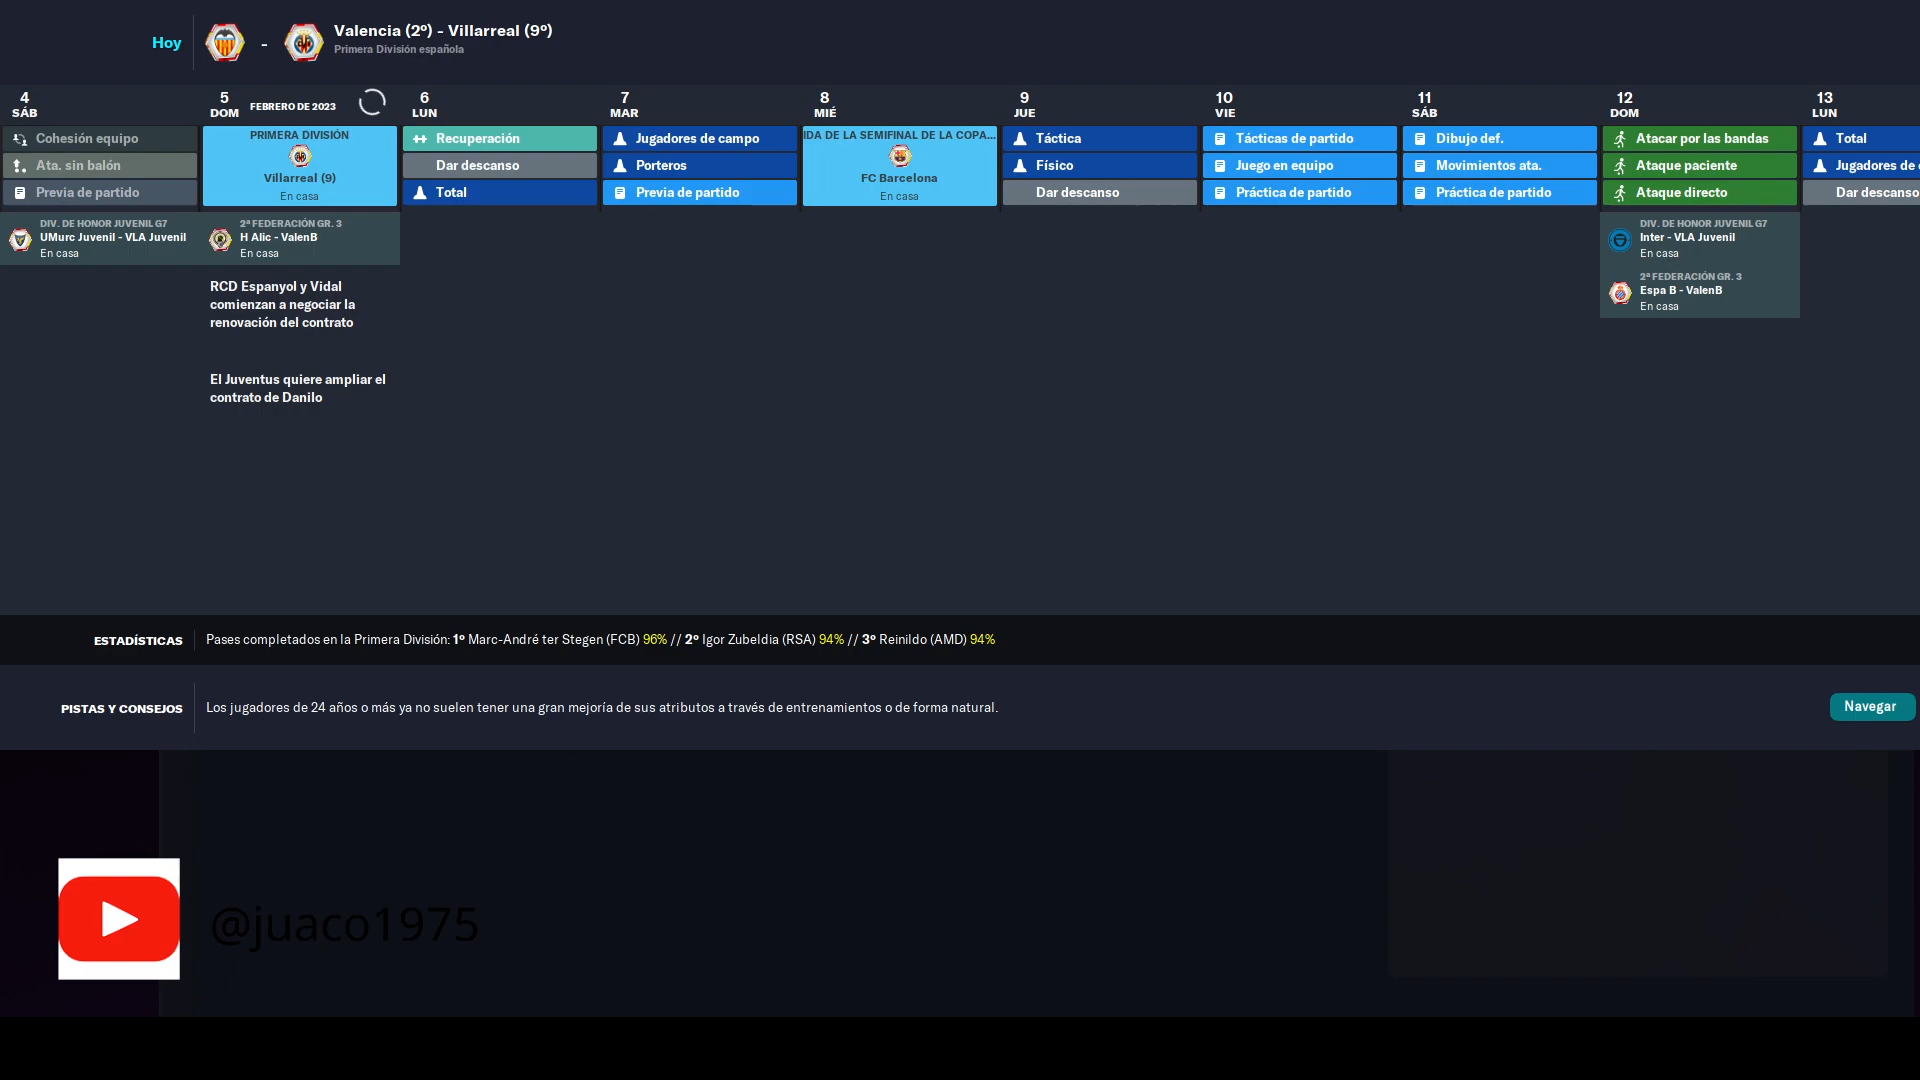 Hoy
-
Valencia (2º) - Villarreal (9º)
Primera División española
4
SÁB
5
DOM
FEBRERO DE 2023
6
LUN
7
MAR
8
MIÉ
9
JUE
10
VIE
11
SÁB
12
DOM
13
LUN
Cohesión equipo
Ata. sin balón
Previa de partido
PRIMERA DIVISIÓN
Villarreal (9)
En casa
Recuperación
Dar descanso
Total
Jugadores de campo
Porteros
Previa de partido
IDA DE LA SEMIFINAL DE LA COPA...
FC Barcelona
En casa
Táctica
Físico
Dar descanso
Tácticas de partido
Juego en equipo
Práctica de partido
Dibujo def.
Movimientos ata.
Práctica de partido
Atacar por las bandas
Ataque paciente
Ataque directo
Total
Jugadores de
Dar descanso
DIV. DE HONOR JUVENIL G7
UMurc Juvenil - VLA Juvenil
En casa
2ª FEDERACIÓN GR. 3
H Alic - ValenB
En casa
RCD Espanyol y Vidal
comienzan a negociar la
renovación del contrato
El Juventus quiere ampliar el
contrato de Danilo
DIV. DE HONOR JUVENIL G7
Inter - VLA Juvenil
En casa
2ª FEDERACIÓN GR. 3
Espa B - ValenB
En casa
ESTADÍSTICAS
Pases completados en la Primera División: 1º Marc-André ter Stegen (FCB) 96% // 2º Igor Zubeldia (RSA) 94% // 3º Reinildo (AMD) 94%
PISTAS Y CONSEJOS
Los jugadores de 24 años o más ya no suelen tener una gran mejoría de sus atributos a través de entrenamientos o de forma natural.
Navegar
@juaco1975